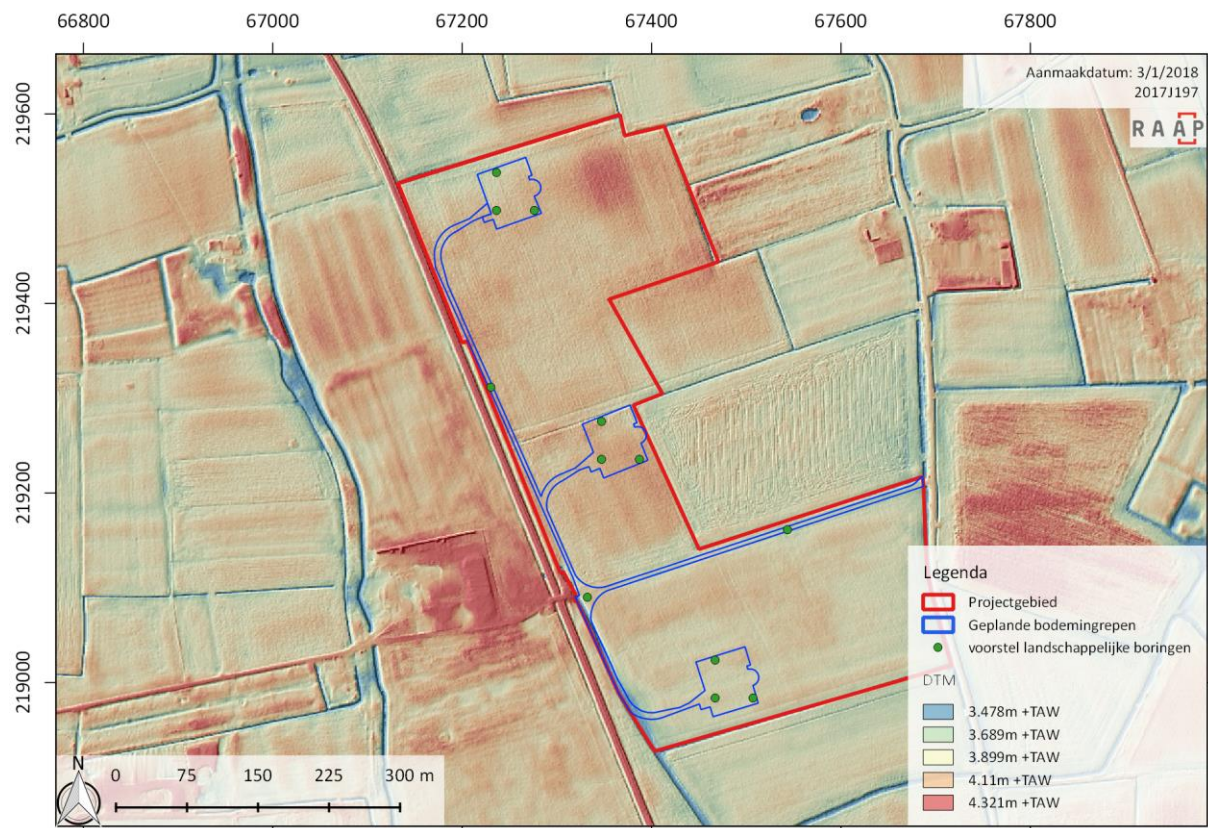 66800 67000 67200 67400 67600 67800
Aanmaakdatum: 3/1/2018
2017J197
RAAP
219600
219400
219200
219000
Legenda
Projectgebied
Geplande bodemingrepen
voorstel landschappelijke boringen
DTM
3.478m +TAW
3.689m +TAW
3.899m +TAW
4.11m +TAW
4.321m +TAW
N
0 75 150 225 300 m